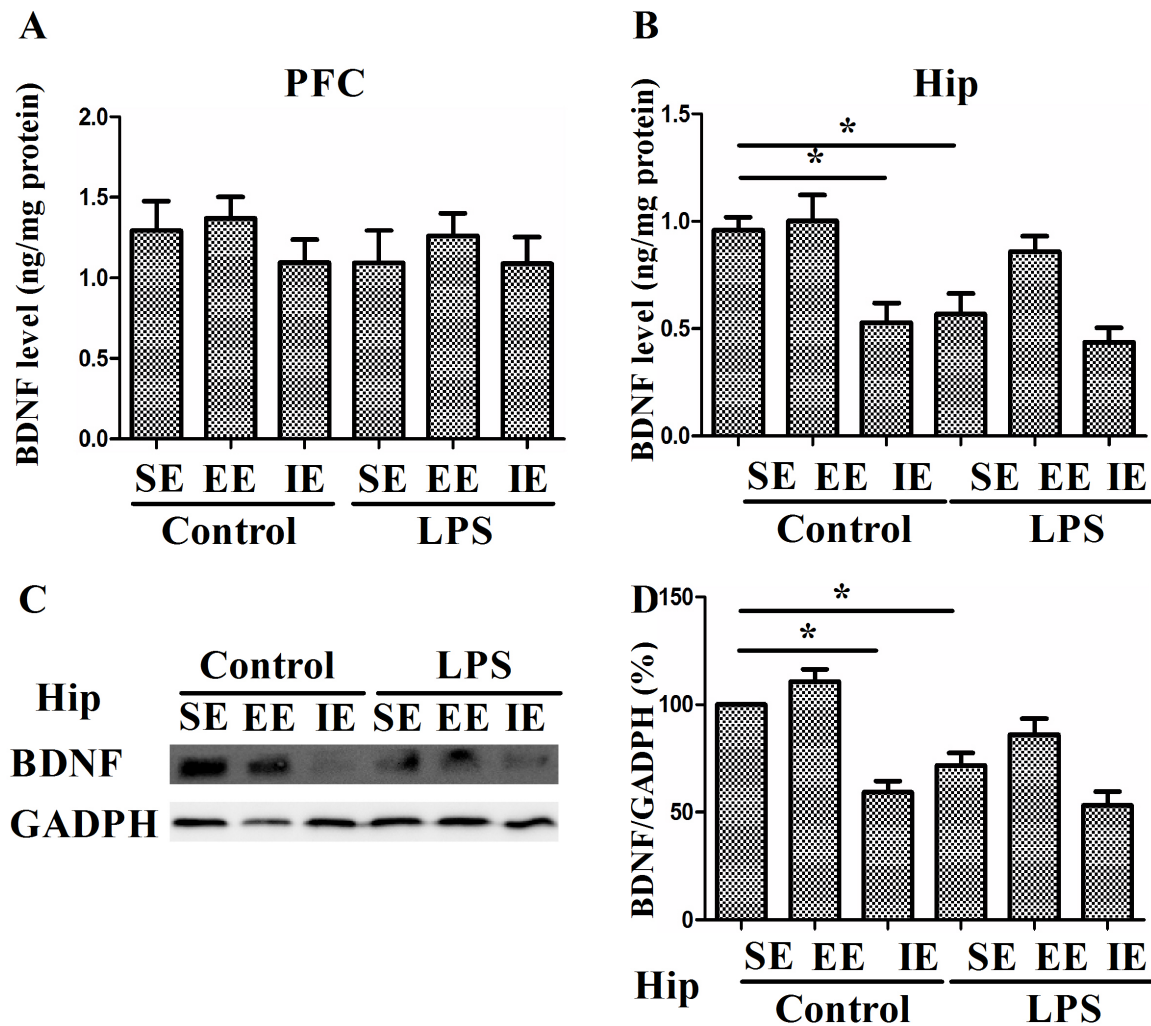 A
PFC
BDNF level (ng/mg protein)
2.0
1.5
1.0
0.5
0.0
SE EE IE SE EE IE
Control LPS
B
Hip
BDNF level (ng/mg protein)
1.5
1.0
0.5
0.0
*
*
SE EE IE SE EE IE
Control LPS
C
Control LPS
Hip
SE EE IE SE EE IE
BDNF
GADPH
D
BDNF/GADPH (%)
150
100
50
0
*
*
SE EE IE SE EE IE
Hip
Control LPS